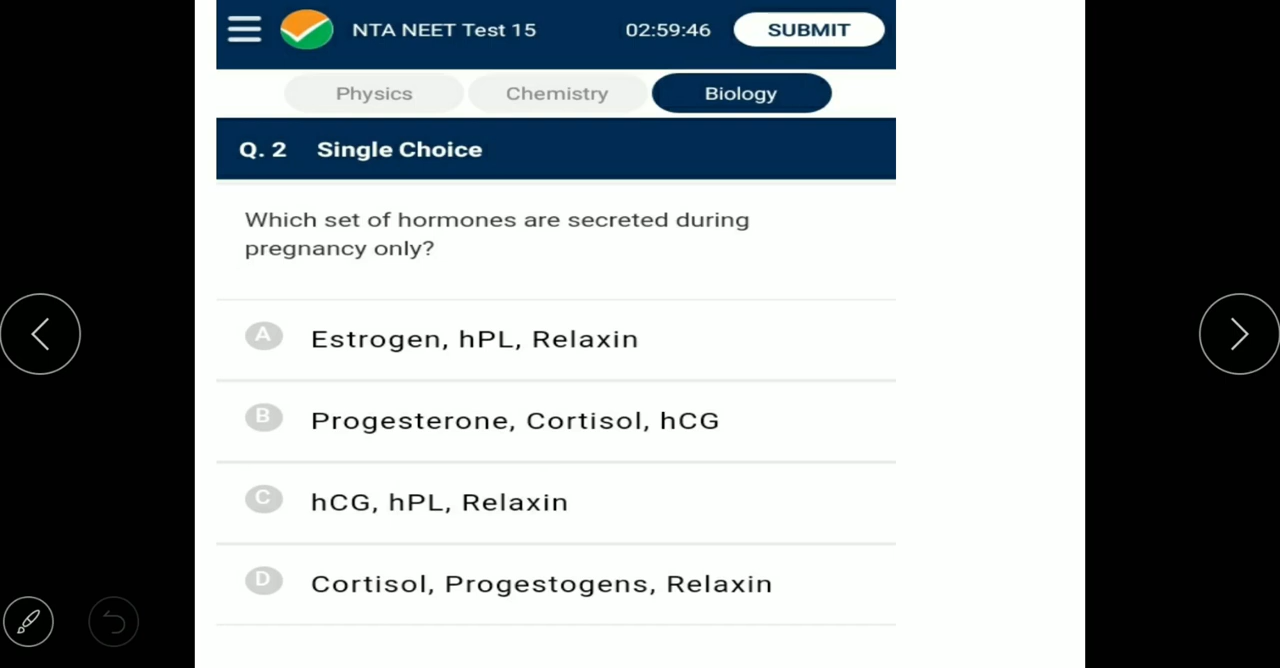 NTA NEET Test 15
02:59:46
SUBMIT
Physics
Chemistry
Biology
Q. 2 Single Choice
Which set of hormones are secreted during
pregnancy only?
A Estrogen, hPL, Relaxin
B Progesterone, Cortisol, hCG
C hCG, hPL, Relaxin
D Cortisol, Progestogens, Relaxin